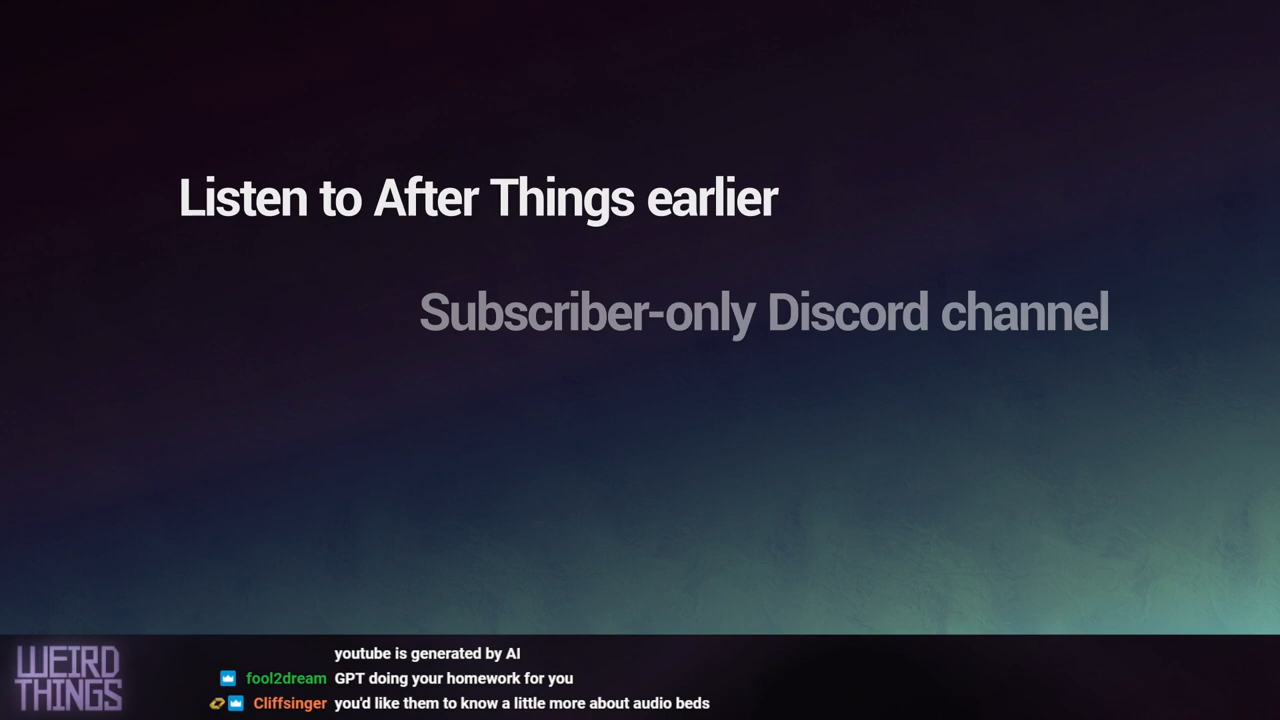 Listen to After Things earlier
Subscriber-only Discord channel
WEIRD
THINGS
youtube is generated by AI
fool2dream GPT doing your homework for you
Cliffsinger you'd like them to know a little more about audio beds